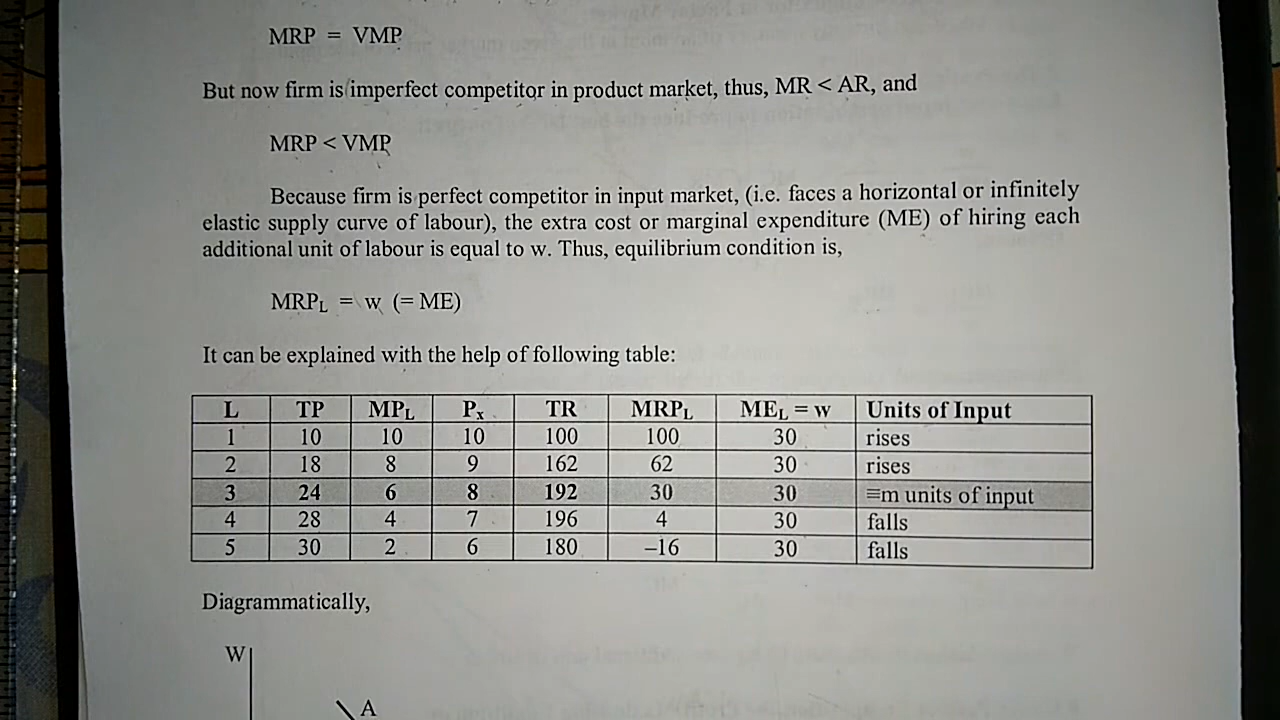 MRP = VMP
But now firm is imperfect competitor in product market, thus, MR < AR, and
MRP < VMP
Because firm is perfect competitor in input market, (i.e. faces a horizontal or infinitely
elastic supply curve of labour), the extra cost or marginal expenditure (ME) of hiring each
additional unit of labour is equal to w. Thus, equilibrium condition is,
MRPL = w (= ME)
It can be explained with the help of following table:
L TP MPL Px TR MRPL MEL = w Units of Input
1 10 10 10 100 100 30 rises
2 18 8 9 162 62 30 rises
3 24 6 8 192 30 30 ≡m units of input
4 28 4 7 196 4 30 falls
5 30 2 6 180 –16 30 falls
Diagrammatically,
W
A